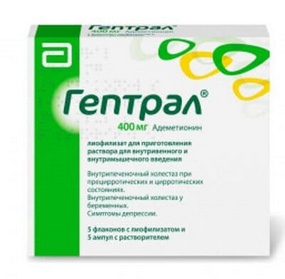 Гептрал®
400 мг Адеметионин
лиофилизат для приготовления
раствора для внутривенного и
внутримышечного введения
Внутрипеченочный холестаз при
прецирротических и цирротических
состояниях.
Внутрипеченочный холестаз у
беременных.
Симптомы депрессии.
5 флаконов с лиофилизатом и
5 ампул с растворителем